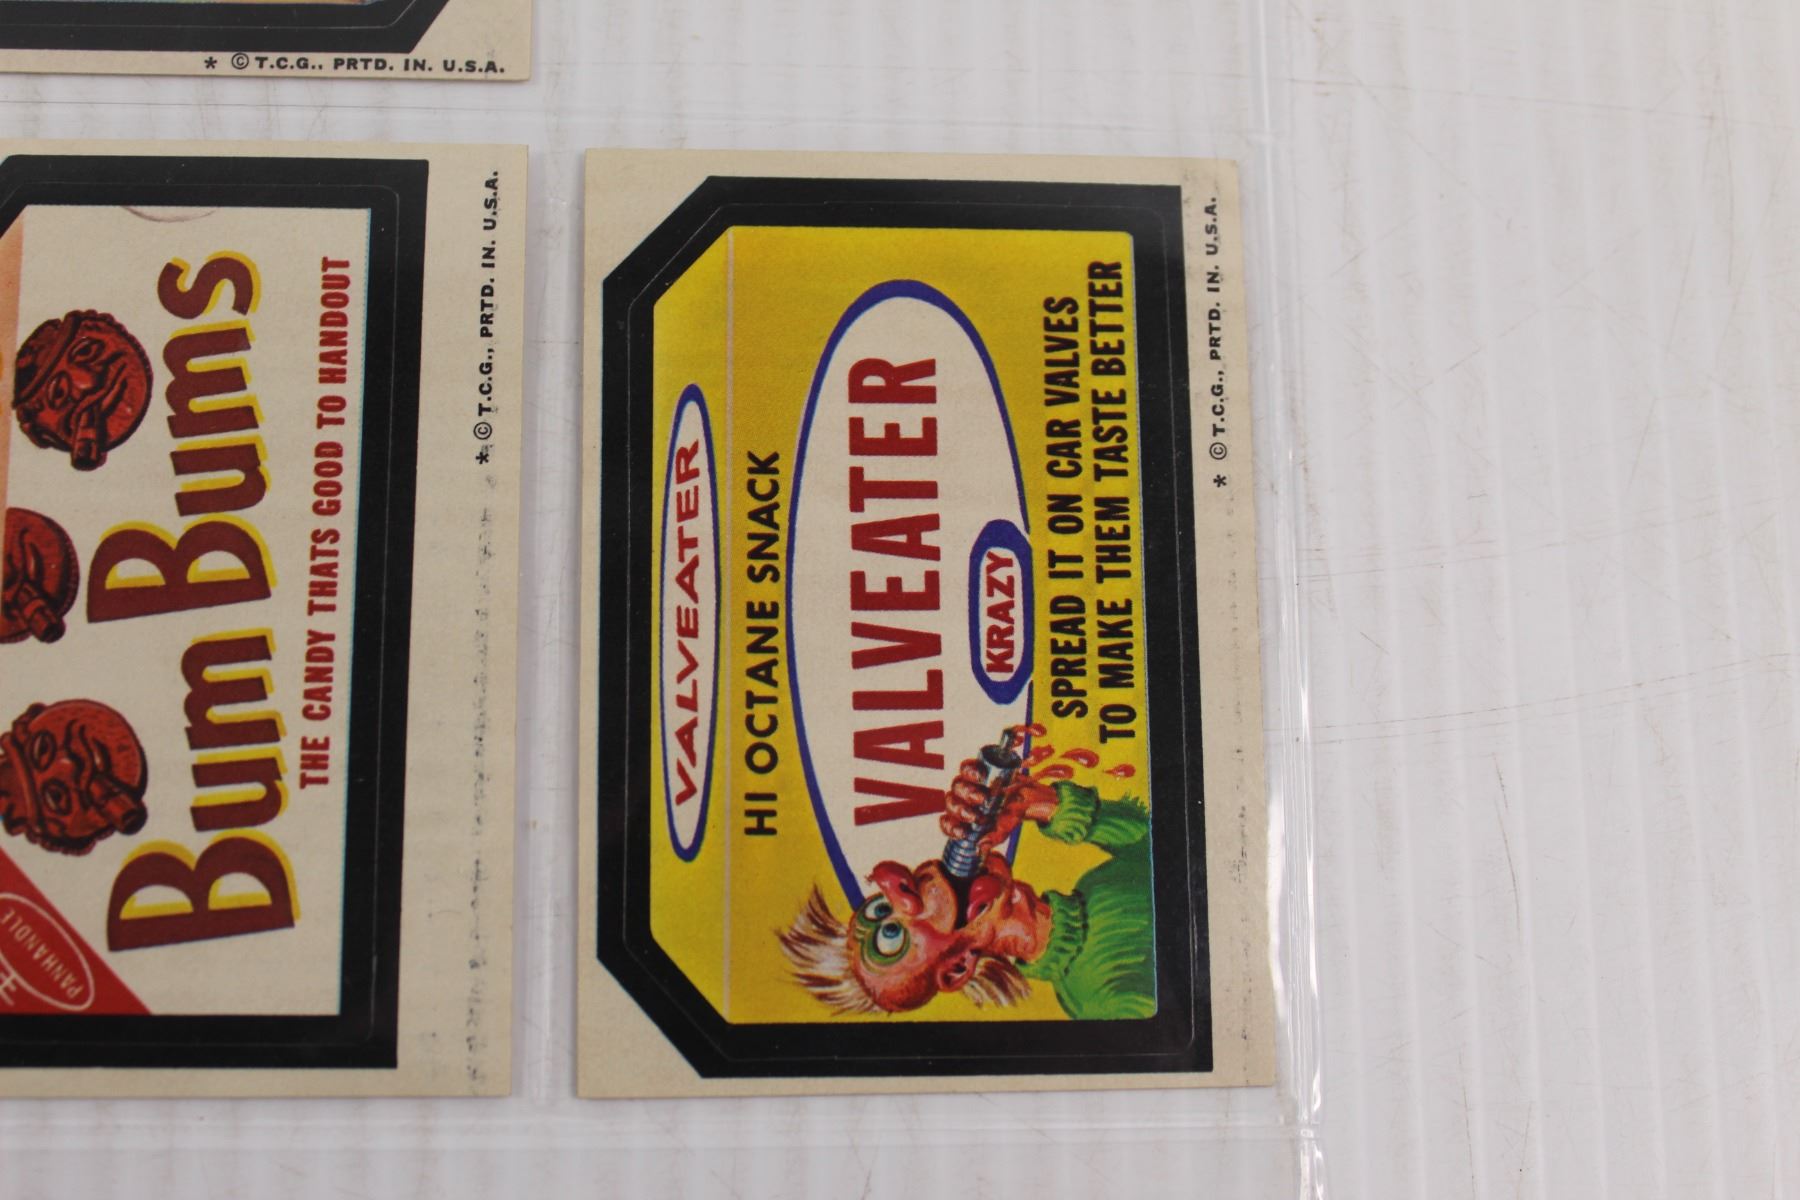 * © T.C.G.. PRTD. IN. U.S.A.
Bum Bums
THE CANDY THATS GOOD TO HANDOUT
PANHANDLE
* © T.C.G., PRTD. IN. U.S.A.
VALVEATER
HI OCTANE SNACK
VALVEATER
KRAZY
SPREAD IT ON CAR VALVES
TO MAKE THEM TASTE BETTER
* © T.C.G., PRTD. IN. U.S.A.